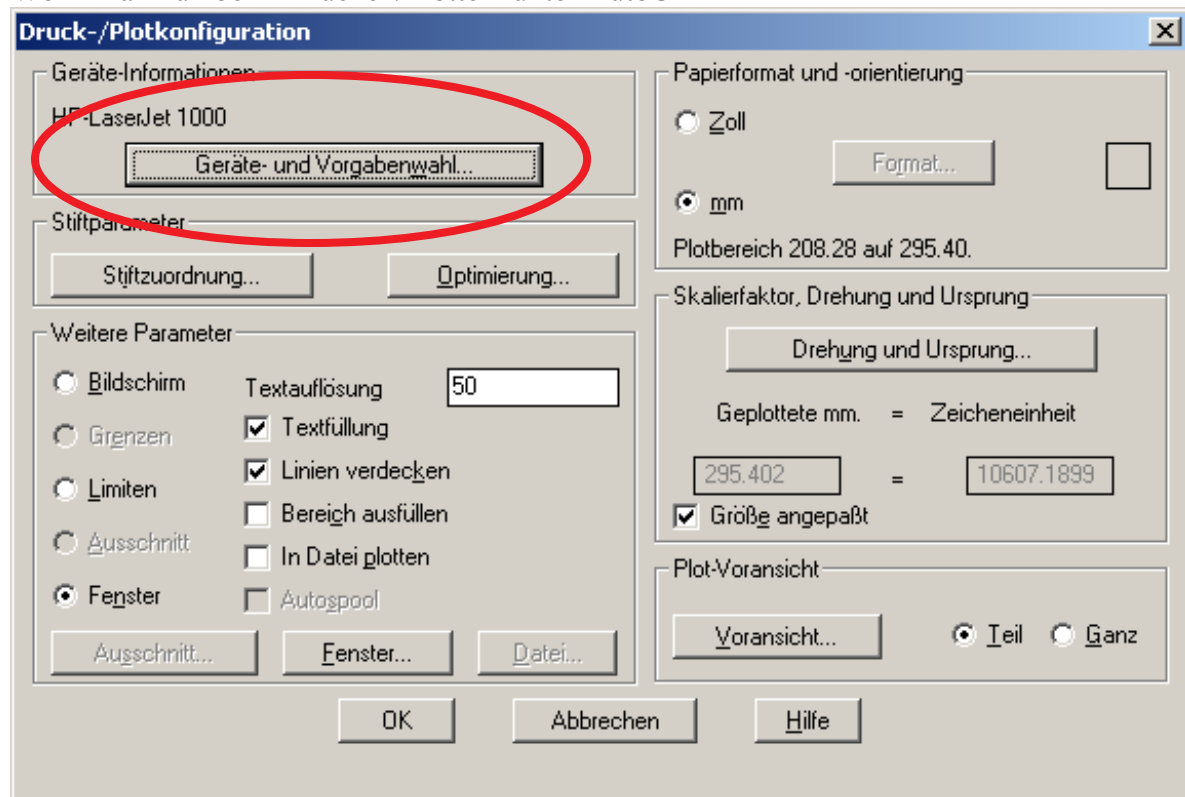 Druck-/Plotkonfiguration
Geräte-Informationen
HP-LaserJet 1000
Geräte- und Vorgabenwahl...
Stiftparameter
Stiftzuordnung...
Optimierung...
Weitere Parameter
Bildschirm
Textauflösung
50
Grenzen
Textfüllung
Limiten
Linien verdecken
Bereich ausfüllen
Ausschnitt
In Datei plotten
Fenster
Autospool
Ausschnitt...
Fenster...
Datei...
Papierformat und -orientierung
Zoll
Format...
mm
Plotbereich 208.28 auf 295.40.
Skalierfaktor, Drehung und Ursprung
Drehung und Ursprung...
Geplottete mm. = Zeicheneinheit
295.402 = 10607.1899
Größe angepaßt
Plot-Voransicht
Voransicht...
Teil
Ganz
OK
Abbrechen
Hilfe